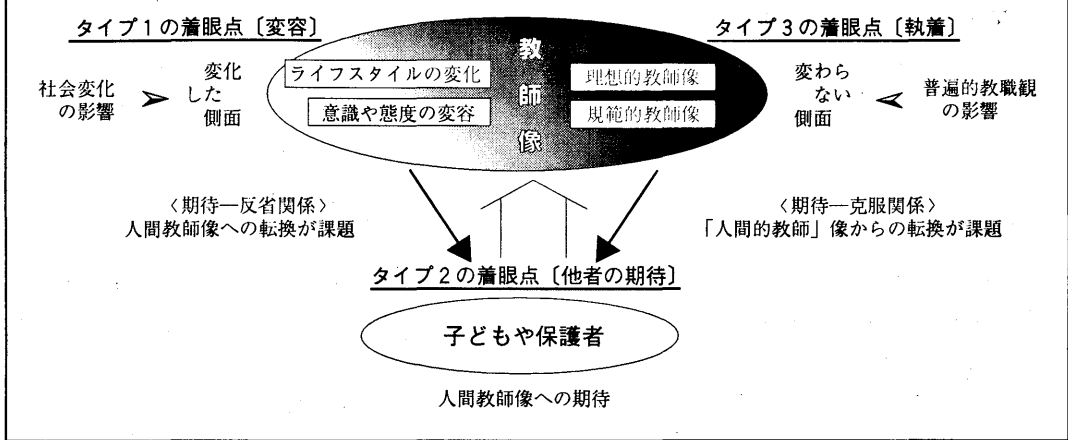 タイプ1の着眼点〔変容〕
タイプ3の着眼点〔執着〕
教師像
社会変化
の影響
変化
した
側面
ライフスタイルの変化
意識や態度の変容
理想的教師像
規範的教師像
変わら
ない
側面
普遍的教職観
の影響
〈期待―反省関係〉
人間教師像への転換が課題
〈期待―克服関係〉
「人間的教師」像からの転換が課題
タイプ2の着眼点〔他者の期待〕
子どもや保護者
人間教師像への期待